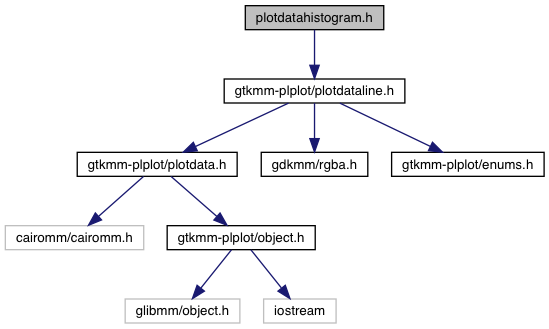 plotdatahistogram.h
gtkmm-plplot/plotdataline.h
gtkmm-plplot/plotdata.h
gdkmm/rgba.h
gtkmm-plplot/enums.h
cairomm/cairomm.h
gtkmm-plplot/object.h
glibmm/object.h
iostream